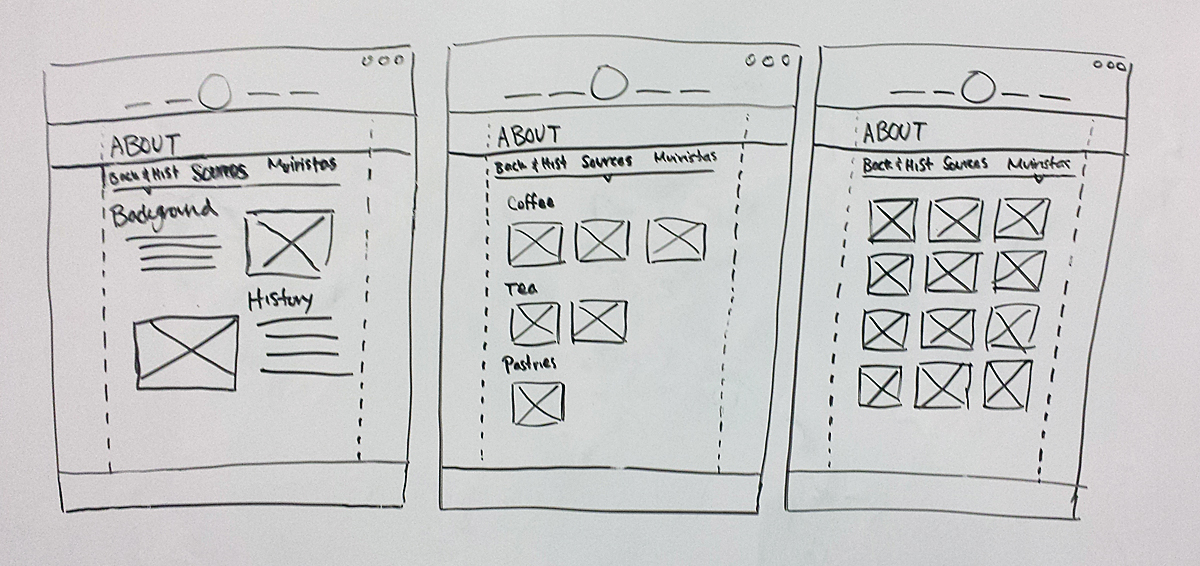 ABOUT
Back & Hist Sources Muiristas
Background
History
ABOUT
Back & Hist Sources Muiristas
Coffee
Tea
Pastries
ABOUT
Back & Hist Sources Muiristas